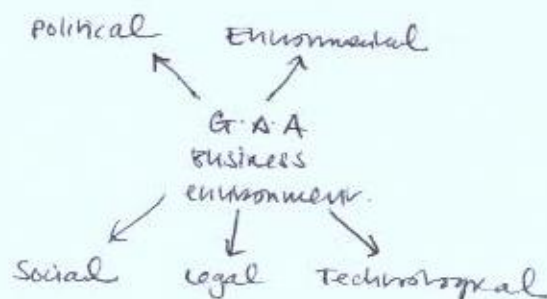 Political Environmental
G.A.A
Business
environment.
Social Legal Technological